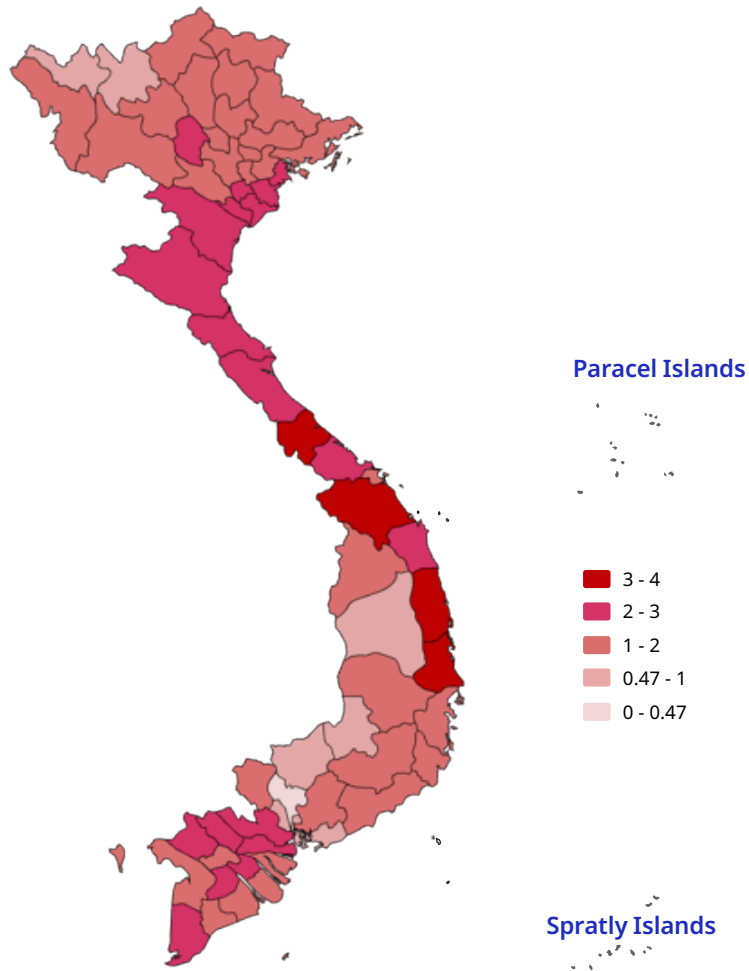 Paracel Islands
3 - 4
2 - 3
1 - 2
0.47 - 1
0 - 0.47
Spratly Islands